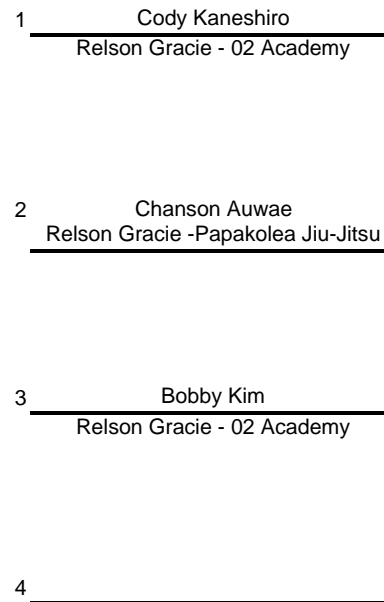 1 Cody Kaneshiro
Relson Gracie - 02 Academy
2 Chanson Auwae
Relson Gracie -Papakolea Jiu-Jitsu
3 Bobby Kim
Relson Gracie - 02 Academy
4